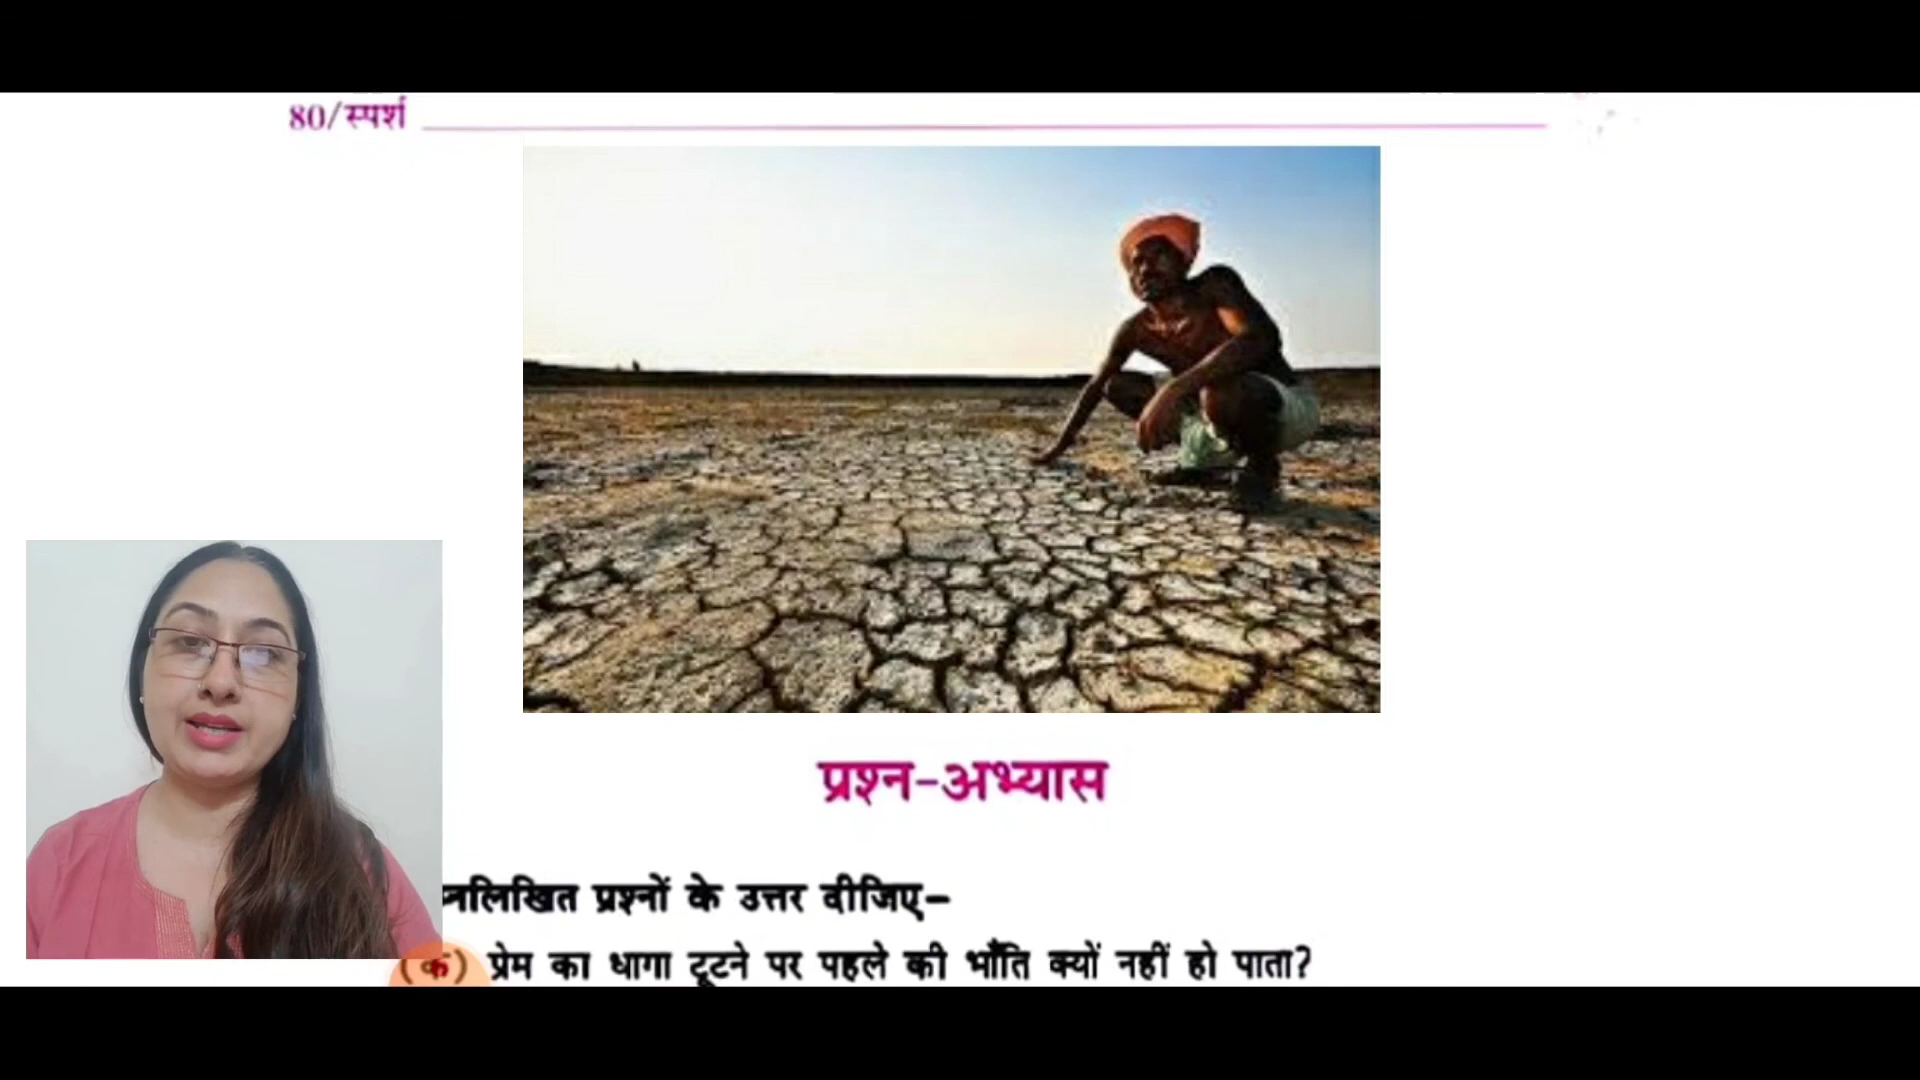 80/स्पर्श
प्रश्न-अभ्यास
नलिखित प्रश्नों के उत्तर दीजिए–
(क) प्रेम का धागा टूटने पर पहले की भाँति क्यों नहीं हो पाता?